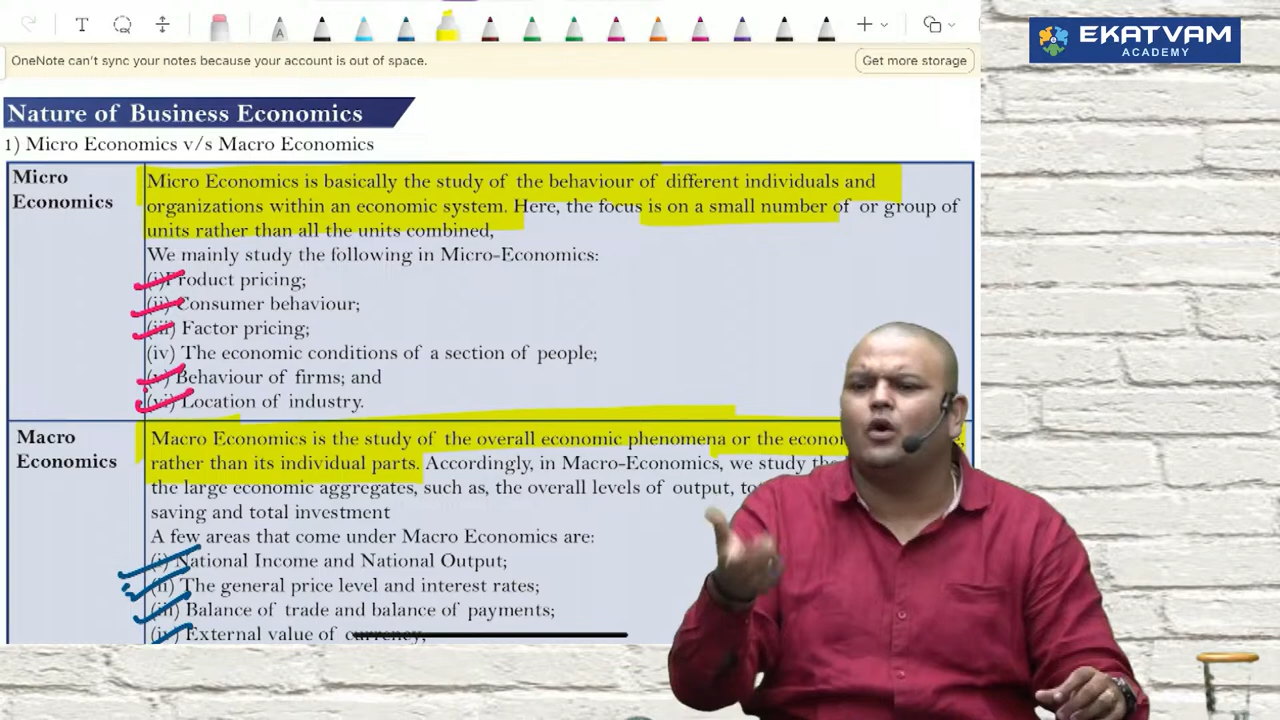 T
A
EKATVAM
ACADEMY
OneNote can't sync your notes because your account is out of space.
Get more storage
Nature of Business Economics
1) Micro Economics v/s Macro Economics
Micro Economics
Micro Economics is basically the study of the behaviour of different individuals and
organizations within an economic system. Here, the focus is on a small number of or group of
units rather than all the units combined,
We mainly study the following in Micro-Economics:
(i)Product pricing;
(ii) Consumer behaviour;
(iii) Factor pricing;
(iv) The economic conditions of a section of people;
(v) Behaviour of firms; and
(vi) Location of industry.
Macro Economics
Macro Economics is the study of the overall economic phenomena or the
rather than its individual parts. Accordingly, in Macro-Economics, we study
the large economic aggregates, such as, the overall levels of output,
saving and total investment
A few areas that come under Macro Economics are:
(i) National Income and National Output;
(ii) The general price level and interest rates;
(iii) Balance of trade and balance of payments;
(iv) External value of currency;